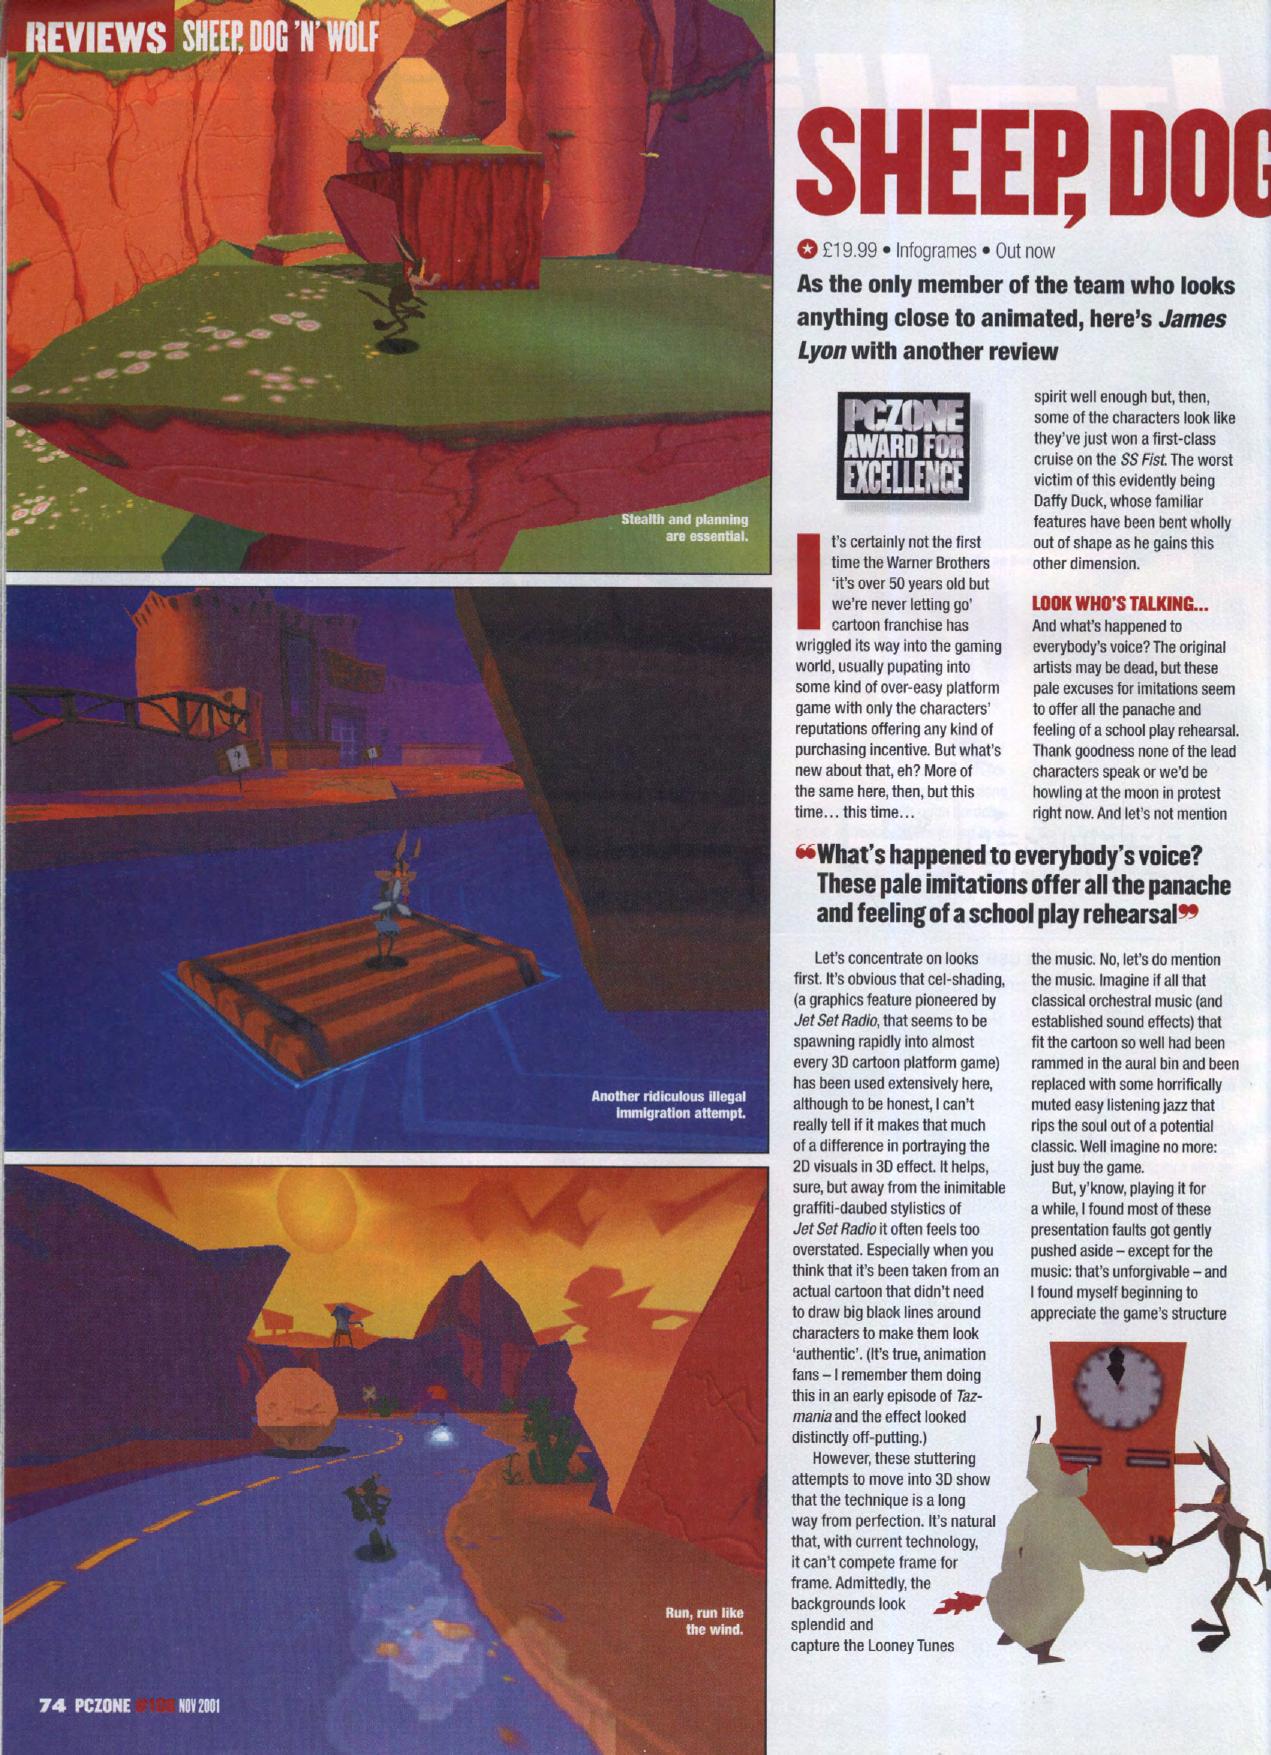 REVIEWS SHEEP, DOG 'N' WOLF
SHEEP, DOG
£19.99 • Infogrames • Out now
As the only member of the team who looks
anything close to animated, here's James
Lyon with another review
PCZONE
AWARD FOR
EXCELLENCE
It's certainly not the first
time the Warner Brothers
'it's over 50 years old but
we're never letting go'
cartoon franchise has
wriggled its way into the gaming
world, usually pupating into
some kind of over-easy platform
game with only the characters'
reputations offering any kind of
purchasing incentive. But what's
new about that, eh? More of
the same here, then, but this
time... this time...
Let's concentrate on looks
first. It's obvious that cel-shading,
(a graphics feature pioneered by
Jet Set Radio, that seems to be
spawning rapidly into almost
every 3D cartoon platform game)
has been used extensively here,
although to be honest, I can't
really tell if it makes that much
of a difference in portraying the
2D visuals in 3D effect. It helps,
sure, but away from the inimitable
graffiti-daubed stylistics of
Jet Set Radio it often feels too
overstated. Especially when you
think that it's been taken from an
actual cartoon that didn't need
to draw big black lines around
characters to make them look
'authentic'. (It's true, animation
fans – I remember them doing
this in an early episode of Taz-
mania and the effect looked
distinctly off-putting.)
However, these stuttering
attempts to move into 3D show
that the technique is a long
way from perfection. It's natural
that, with current technology,
it can't compete frame for
frame. Admittedly, the
backgrounds look
splendid and
capture the Looney Tunes
spirit well enough but, then,
some of the characters look like
they've just won a first-class
cruise on the SS Fist. The worst
victim of this evidently being
Daffy Duck, whose familiar
features have been bent wholly
out of shape as he gains this
other dimension.
LOOK WHO'S TALKING...
And what's happened to
everybody's voice? The original
artists may be dead, but these
pale excuses for imitations seem
to offer all the panache and
feeling of a school play rehearsal.
Thank goodness none of the lead
characters speak or we'd be
howling at the moon in protest
right now. And let's not mention
the music. No, let's do mention
the music. Imagine if all that
classical orchestral music (and
established sound effects) that
fit the cartoon so well had been
rammed in the aural bin and been
replaced with some horrifically
muted easy listening jazz that
rips the soul out of a potential
classic. Well imagine no more:
just buy the game.
But, y'know, playing it for
a while, I found most of these
presentation faults got gently
pushed aside – except for the
music: that's unforgivable – and
I found myself beginning to
appreciate the game's structure
“What's happened to everybody's voice?
These pale imitations offer all the panache
and feeling of a school play rehearsal”
Stealth and planning
are essential.
?
?
Another ridiculous illegal
immigration attempt.
Run, run like
the wind.
74 PCZONE #108 NOV 2001